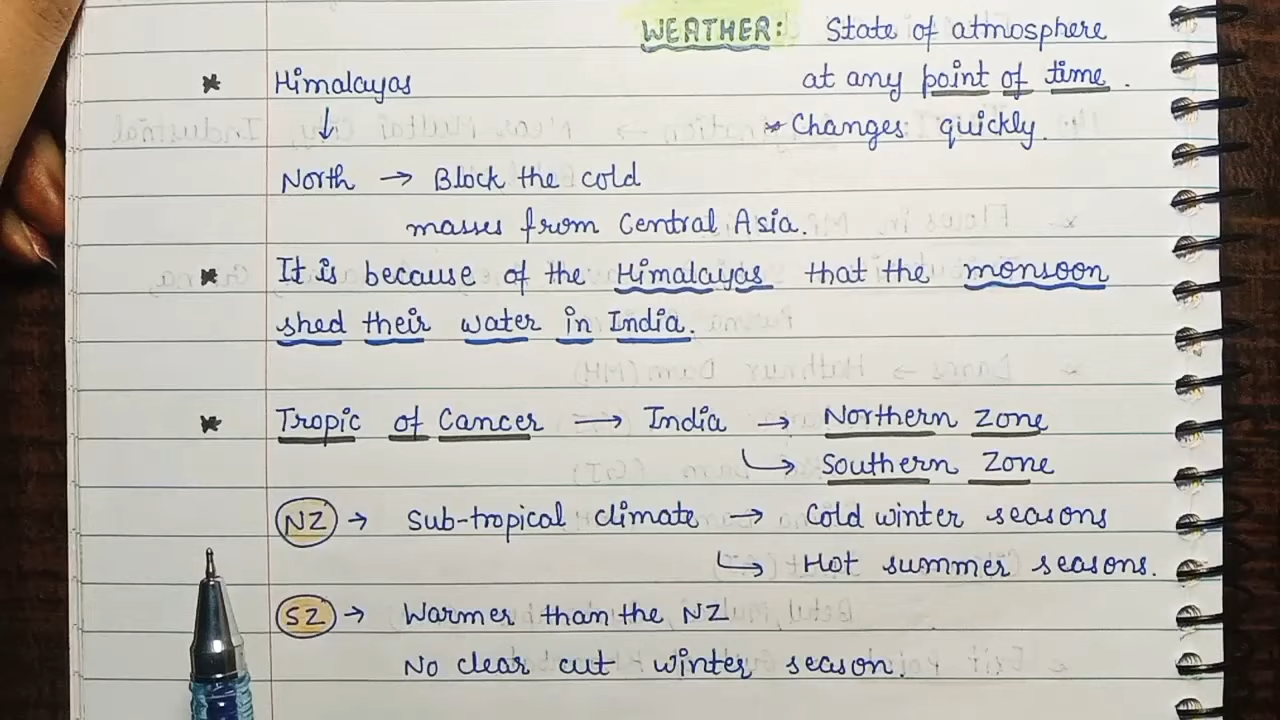 WEATHER: State of atmosphere
at any point of time.
* Changes quickly.
* Himalayas
↓
North → Block the cold
masses from Central Asia.
* It is because of the Himalayas that the monsoon
shed their water in India.
* Tropic of Cancer → India → Northern Zone
↳ Southern Zone
NZ → Sub-tropical climate → Cold winter seasons
↳ Hot summer seasons.
SZ → Warmer than the NZ
No clear cut winter season.